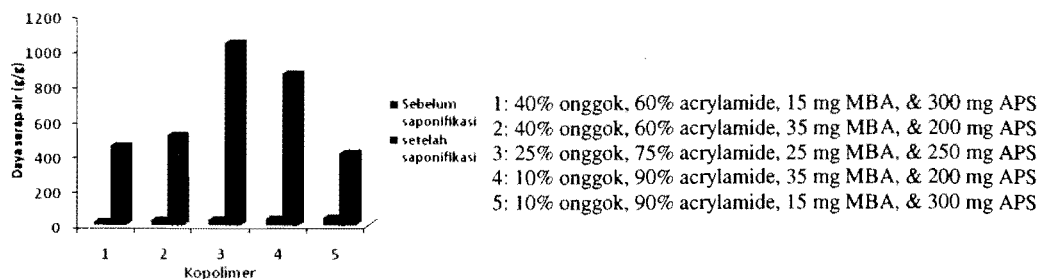 1200
1000
800
600
400
200
0
Daya serap air (g/g)
1 2 3 4 5
Kopolimer
Sebelum
saponifikasi
setelah
saponifikasi
1: 40% onggok, 60% acrylamide, 15 mg MBA, & 300 mg APS
2: 40% onggok, 60% acrylamide, 35 mg MBA, & 200 mg APS
3: 25% onggok, 75% acrylamide, 25 mg MBA, & 250 mg APS
4: 10% onggok, 90% acrylamide, 35 mg MBA, & 200 mg APS
5: 10% onggok, 90% acrylamide, 15 mg MBA, & 300 mg APS